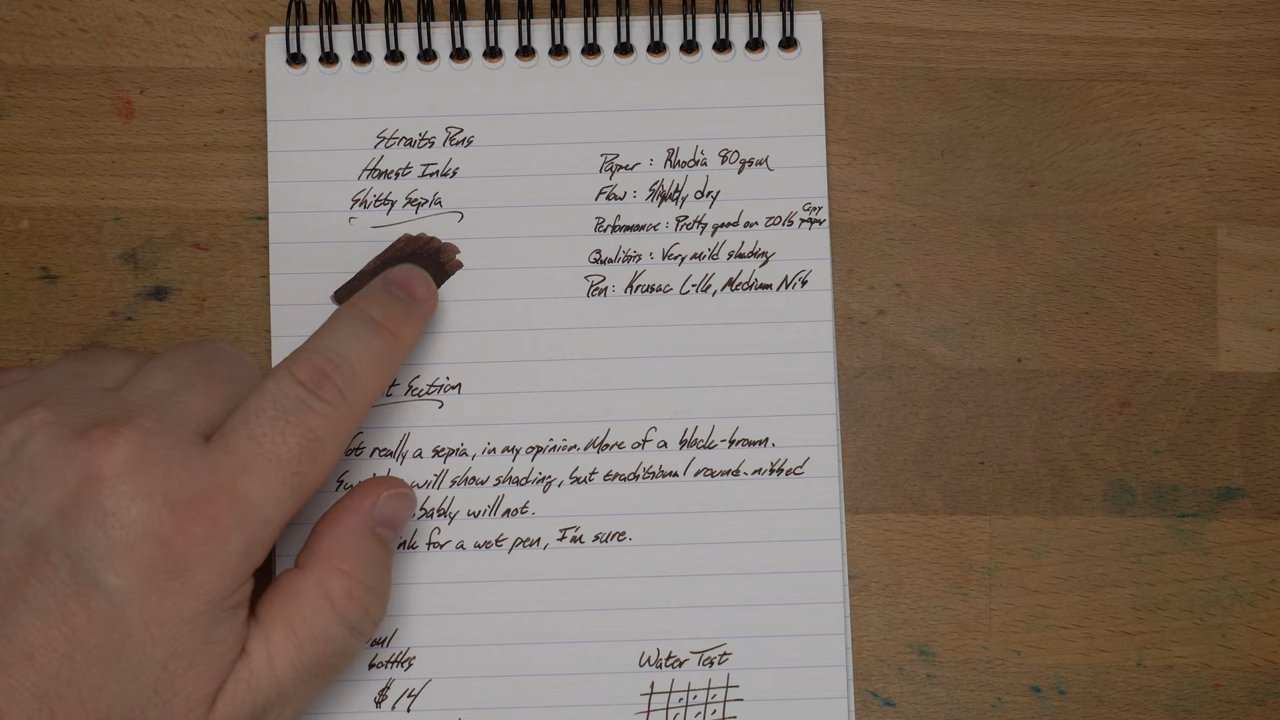 Straits Pens
Honest Inks
Shitty Sepia
Paper: Rhodia 80gsm
Flow: Slightly dry
Performance: Pretty good on 20lb copy paper
Qualities: Very mild shading
Pen: Krusac L-16, Medium Nib
t Section
ot really a sepia, in my opinion. More of a black-brown.
will show shading, but traditional round-nibbed
bably will not.
ink for a wet pen, I'm sure.
bottles
$14
Water Test